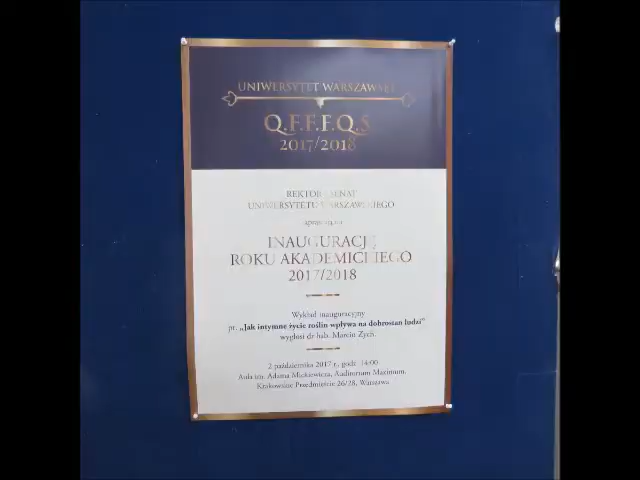 UNIWERSYTET WARSZAWSKI
Q.F.F.F.Q.S
2017/2018
REKTOR I SENAT
UNIWERSYTETU WARSZAWSKIEGO
zapraszają na
INAUGURACJĘ
ROKU AKADEMICKIEGO
2017/2018
Wykład inauguracyjny
pt. „Jak intymne życie roślin wpływa na dobrostan ludzi”
wygłosi dr hab. Marcin Zych.
2 października 2017 r., godz. 14:00
Aula im. Adama Mickiewicza, Auditorium Maximum,
Krakowskie Przedmieście 26/28, Warszawa